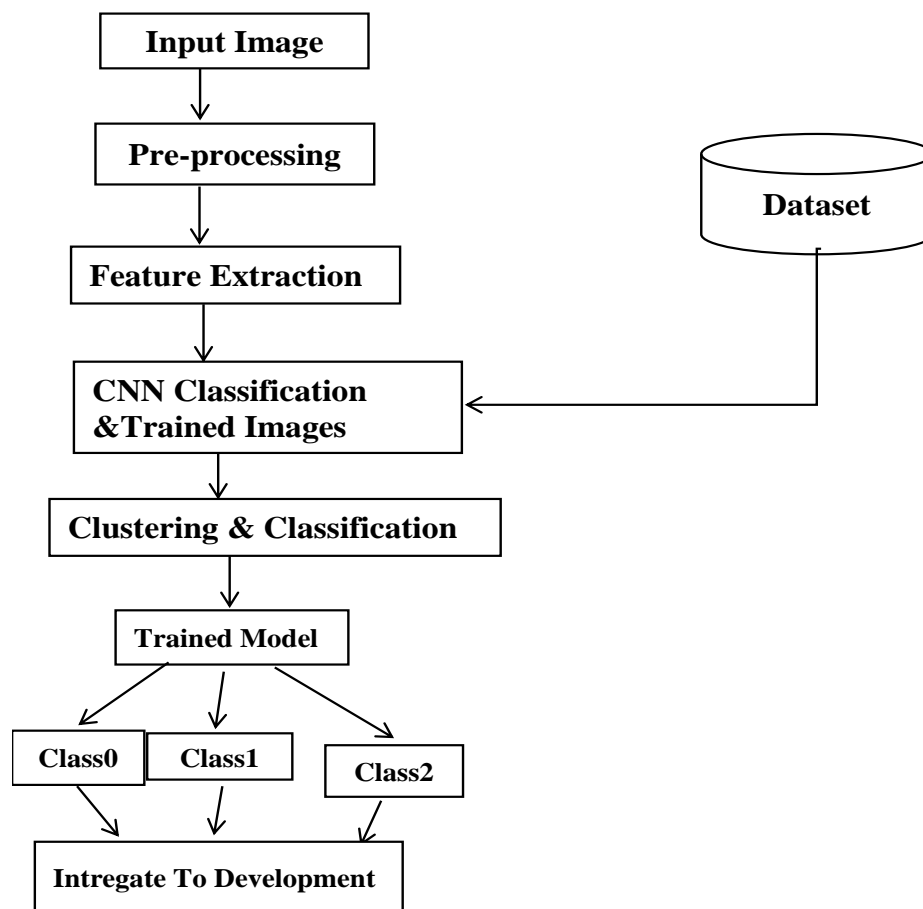 Input Image
Pre-processing
Dataset
Feature Extraction
CNN Classification
&Trained Images
Clustering & Classification
Trained Model
Class0
Class1
Class2
Intregate To Development